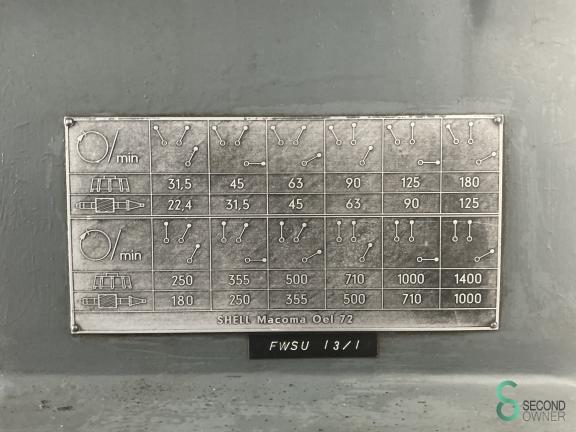 /min
31,5 45 63 90 125 180
22,4 31,5 45 63 90 125
/min
250 355 500 710 1000 1400
180 250 355 500 710 1000
SHELL Macoma Oel 72
FWSU 13/1
SECOND
OWNER